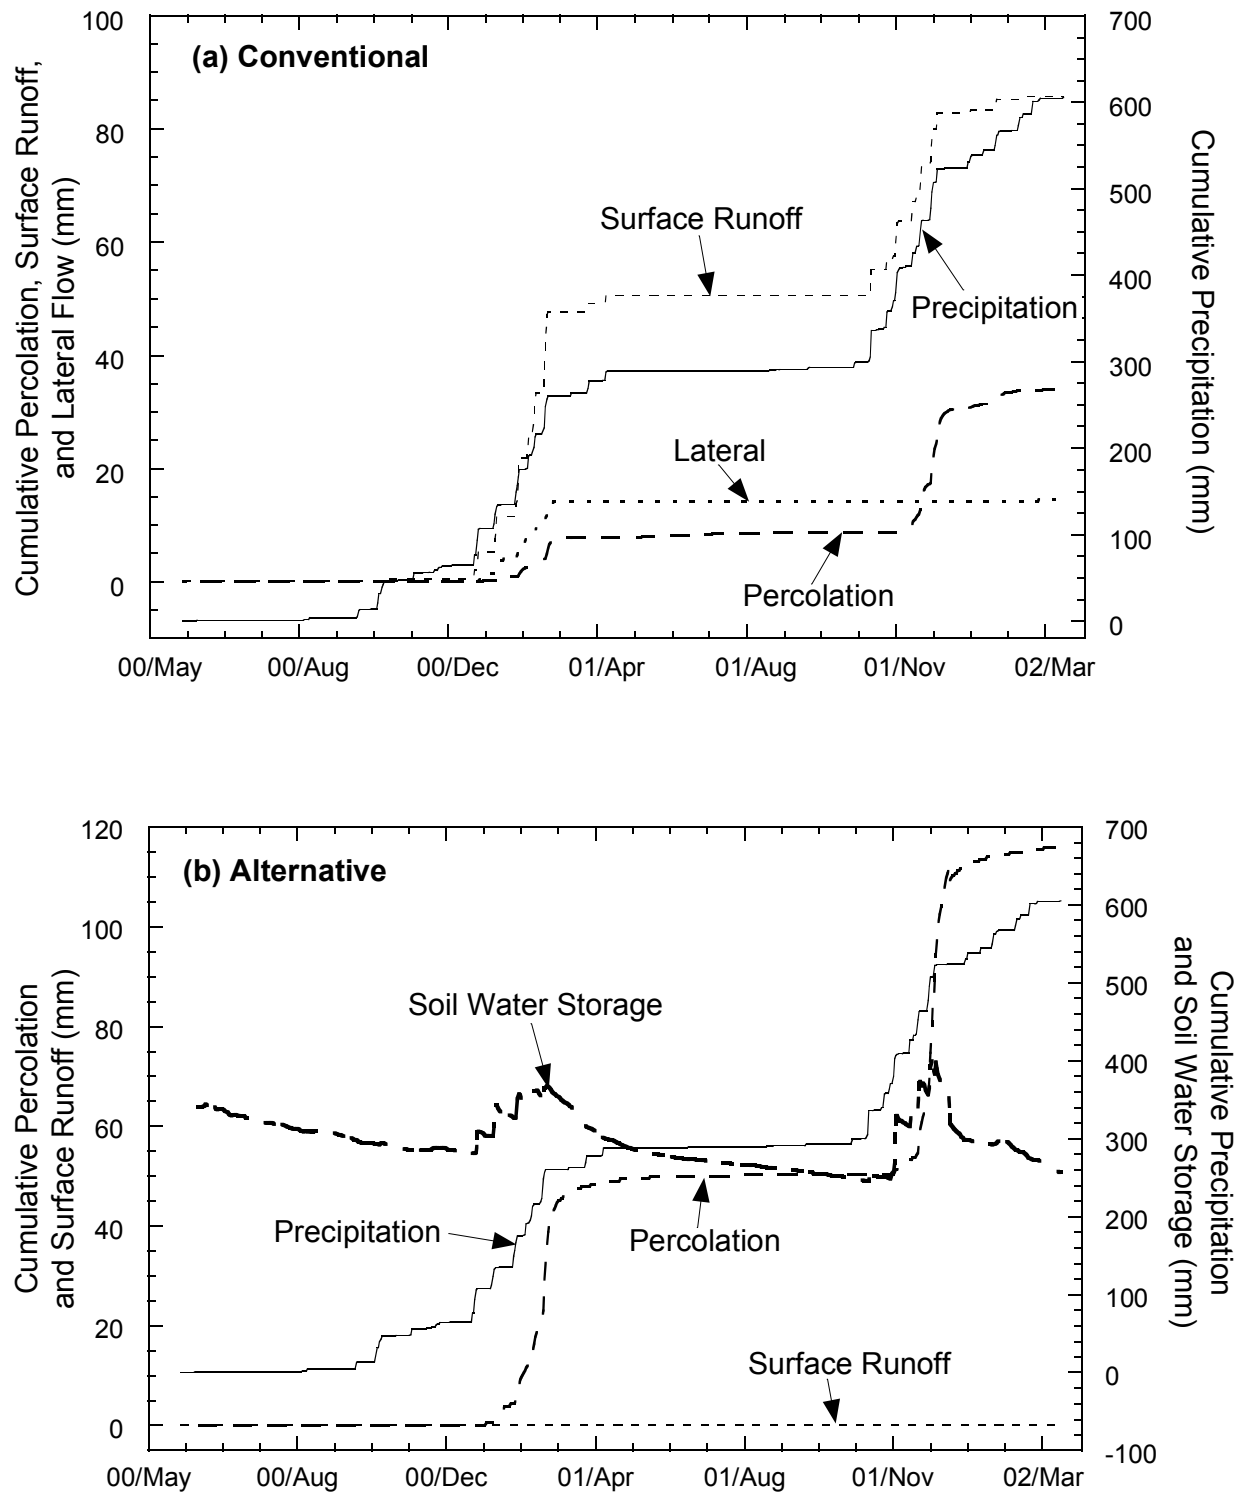 (a) Conventional
Cumulative Percolation, Surface Runoff,
and Lateral Flow (mm)
100
80
60
40
20
0
Surface Runoff
Precipitation
Lateral
Percolation
700
600
500
400
300
200
100
0
Cumulative Precipitation (mm)
00/May
00/Aug
00/Dec
01/Apr
01/Aug
01/Nov
02/Mar
(b) Alternative
Cumulative Percolation
and Surface Runoff (mm)
120
100
80
60
40
20
0
Soil Water Storage
Precipitation
Percolation
Surface Runoff
700
600
500
400
300
200
100
0
-100
Cumulative Precipitation
and Soil Water Storage (mm)
00/May
00/Aug
00/Dec
01/Apr
01/Aug
01/Nov
02/Mar